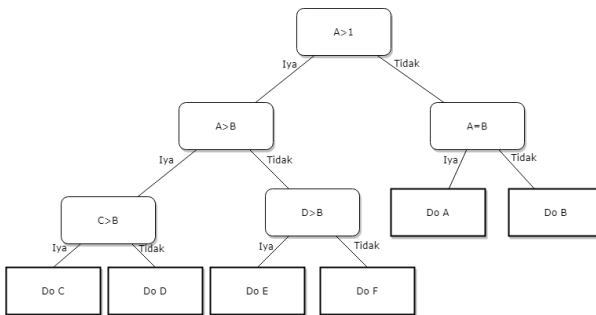 A>1
Iya
Tidak
A>B
A=B
Iya
Tidak
Iya
Tidak
C>B
D>B
Do A
Do B
Iya
Tidak
Iya
Tidak
Do C
Do D
Do E
Do F